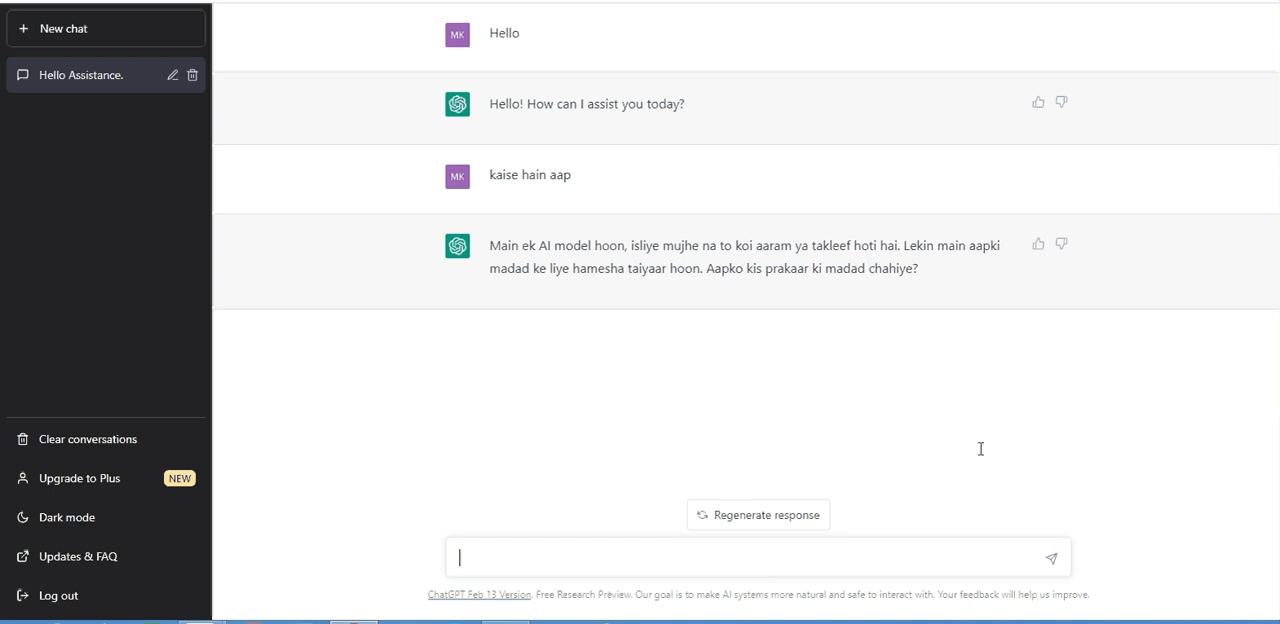 New chat
Hello Assistance.
Clear conversations
Upgrade to Plus NEW
Dark mode
Updates & FAQ
Log out
MK Hello
Hello! How can I assist you today?
MK kaise hain aap
Main ek AI model hoon, isliye mujhe na to koi aaram ya takleef hoti hai. Lekin main aapki
madad ke liye hamesha taiyaar hoon. Aapko kis prakaar ki madad chahiye?
Regenerate response
ChatGPT Feb 13 Version. Free Research Preview. Our goal is to make AI systems more natural and safe to interact with. Your feedback will help us improve.